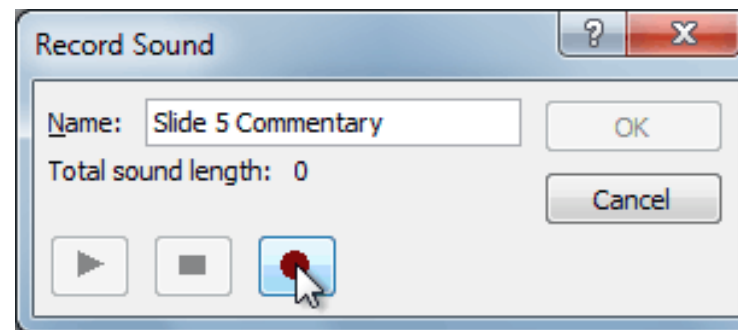 Record Sound
?
Name: Slide 5 Commentary
OK
Total sound length: 0
Cancel